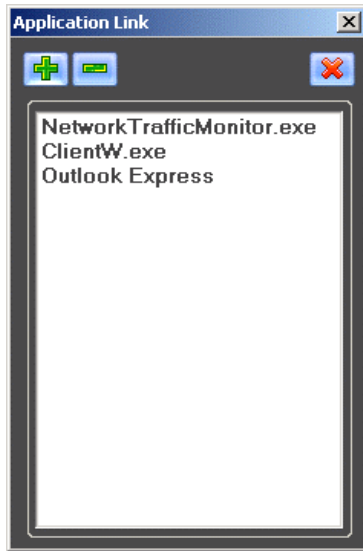 Application Link
NetworkTrafficMonitor.exe
ClientW.exe
Outlook Express